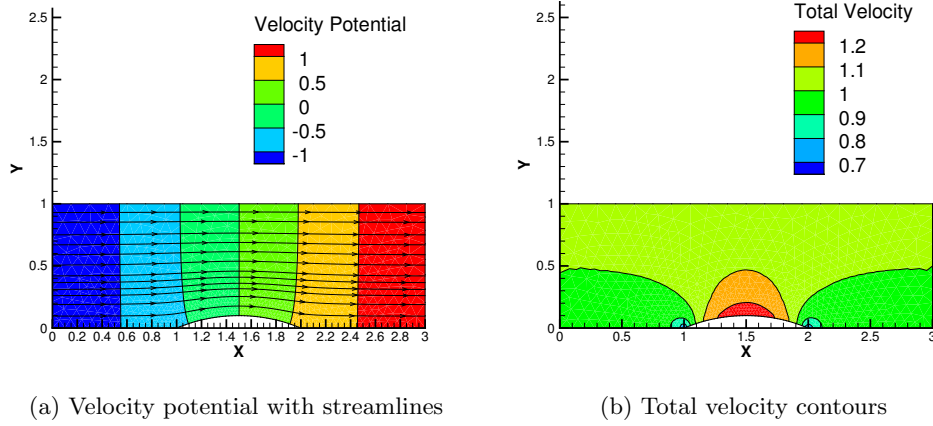 Velocity Potential
1
0.5
0
-0.5
-1
2.5
2
1.5
1
0.5
0
Y
0 0.2 0.4 0.6 0.8 1 1.2 1.4 1.6 1.8 2 2.2 2.4 2.6 2.8 3
X
(a) Velocity potential with streamlines
Total Velocity
1.2
1.1
1
0.9
0.8
0.7
2.5
2
1.5
1
0.5
0
Y
0 0.5 1 1.5 2 2.5 3
X
(b) Total velocity contours